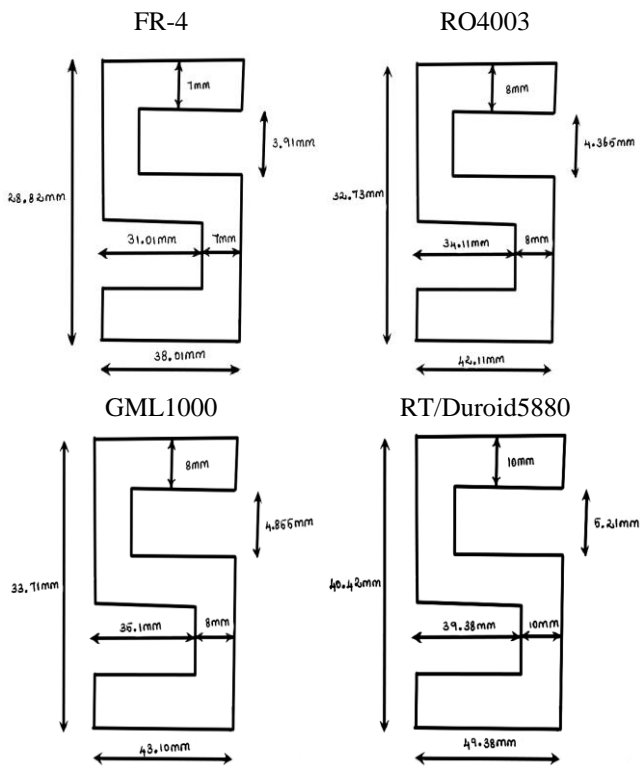 FR-4
RO4003
7mm
3.91mm
28.82mm
31.01mm
7mm
38.01mm
8mm
4.365mm
32.73mm
34.11mm
8mm
42.11mm
GML1000
RT/Duroid5880
8mm
4.855mm
33.71mm
35.1mm
8mm
43.10mm
10mm
5.21mm
40.42mm
39.38mm
10mm
49.38mm